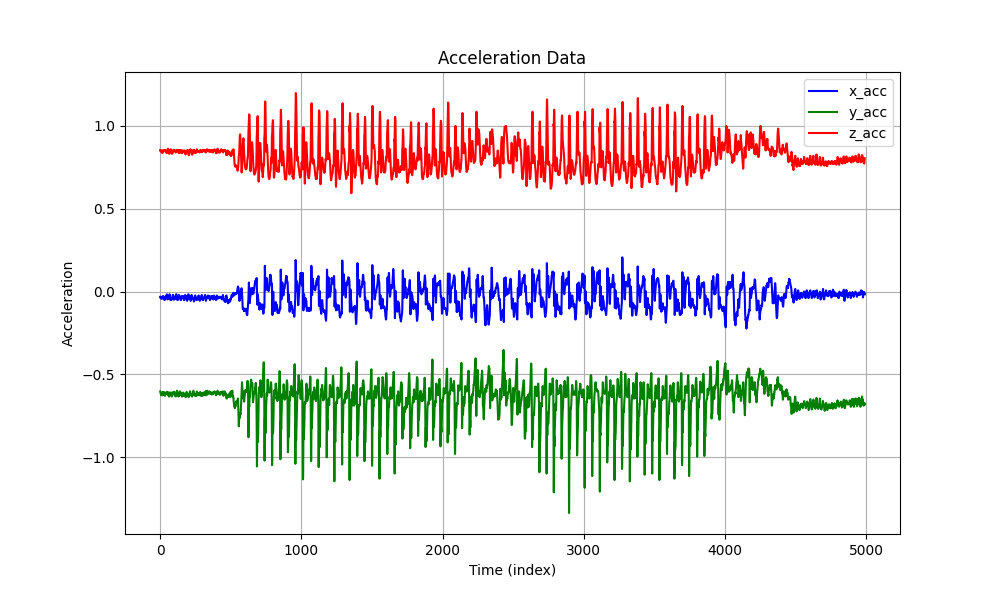 Acceleration Data
x_acc
y_acc
z_acc
1.0
0.5
0.0
−0.5
−1.0
Acceleration
0 1000 2000 3000 4000 5000
Time (index)